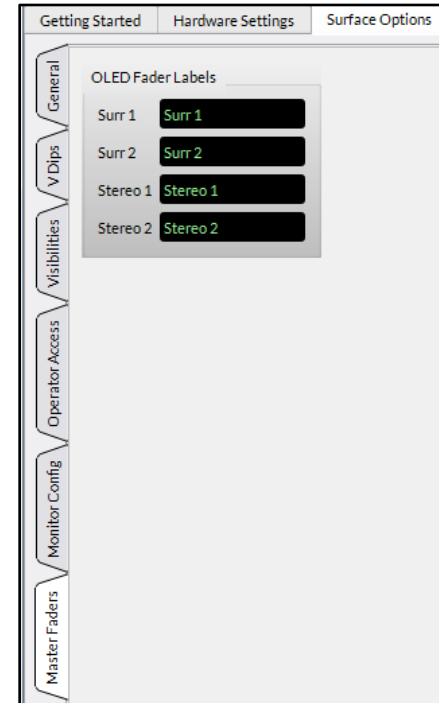 Getting Started
Hardware Settings
Surface Options
General
V Dips
Visibilities
Operator Access
Monitor Config
Master Faders
OLED Fader Labels
Surr 1 Surr 1
Surr 2 Surr 2
Stereo 1 Stereo 1
Stereo 2 Stereo 2